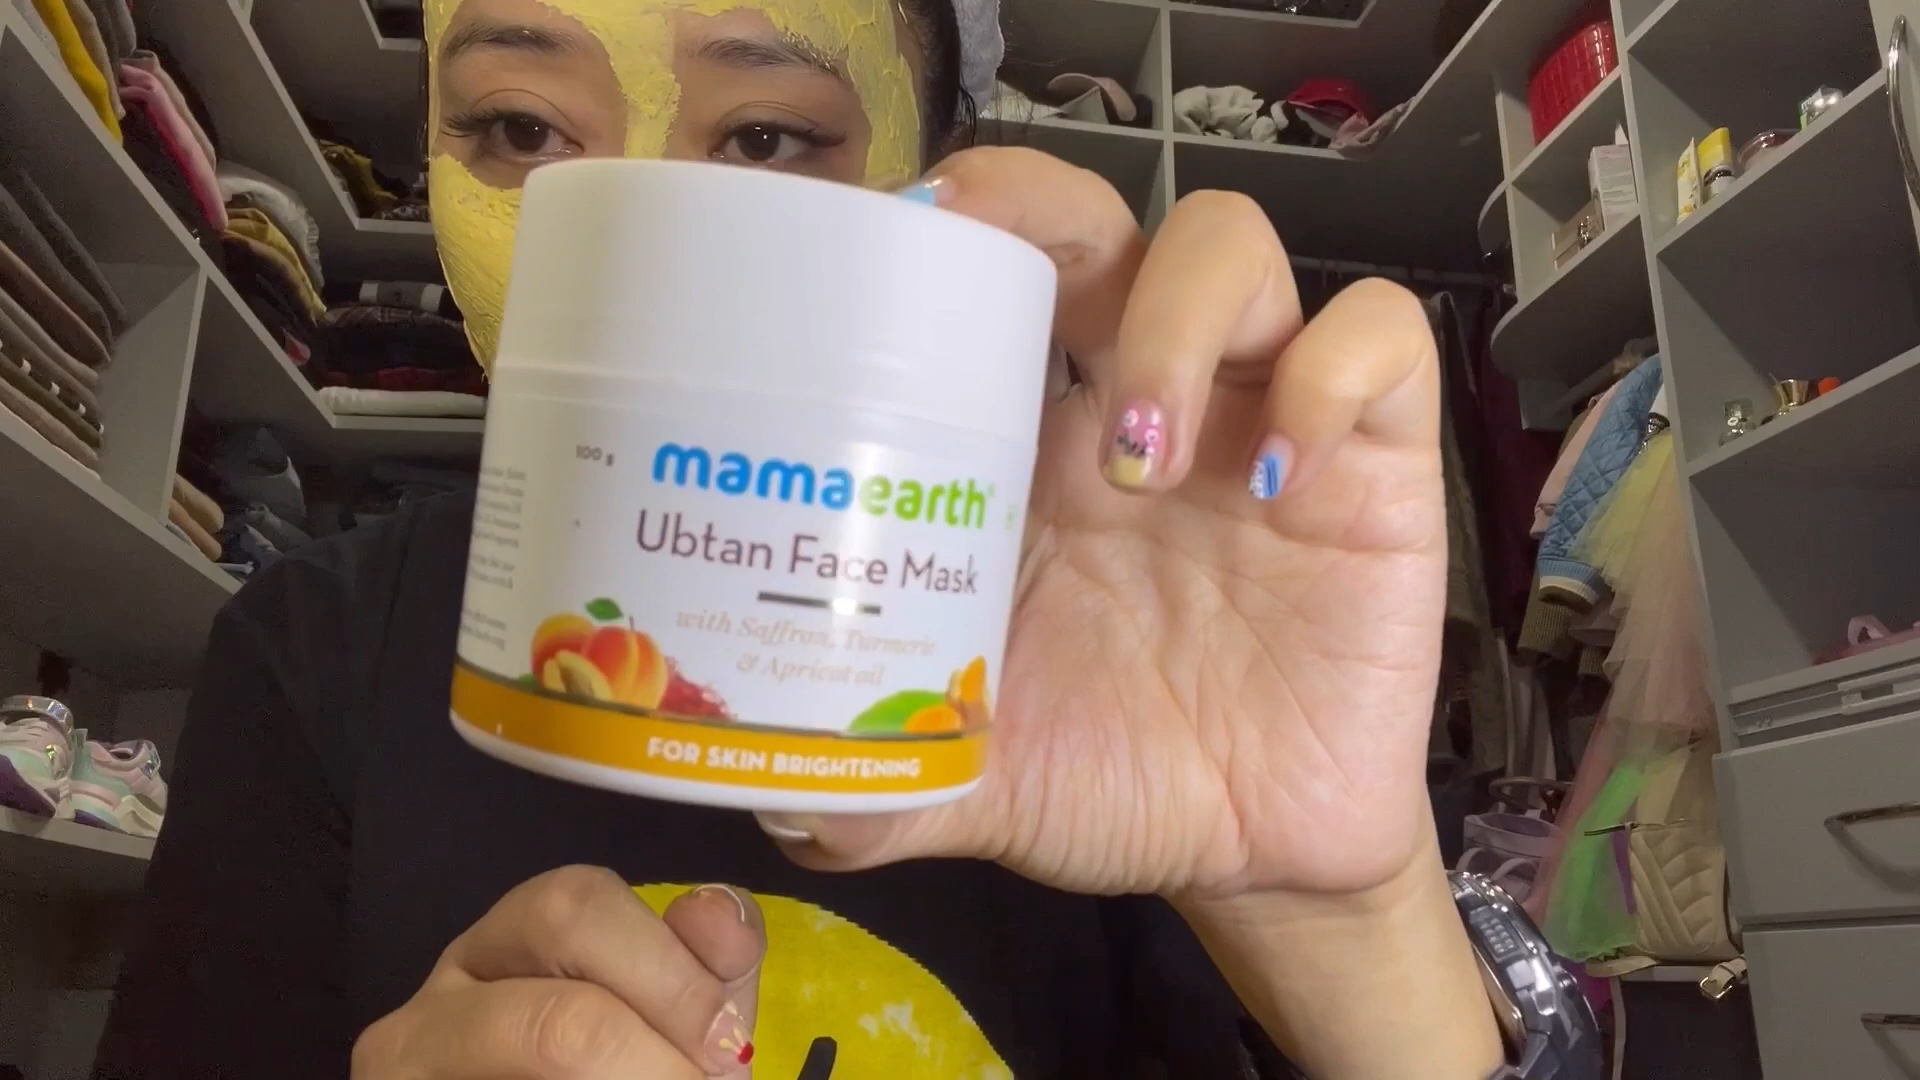 100 g
mamaearth
Ubtan Face Mask
with Saffron, Turmeric
& Apricot oil
FOR SKIN BRIGHTENING